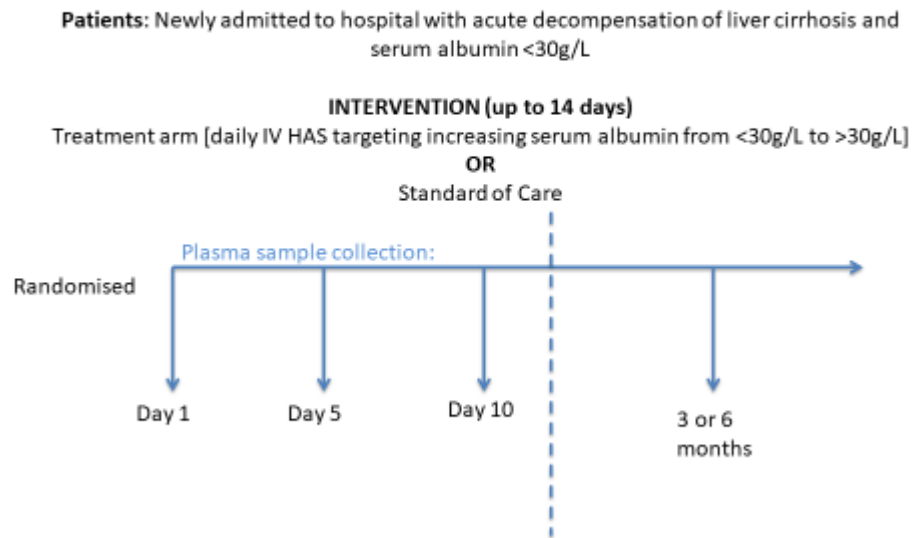 Patients: Newly admitted to hospital with acute decompensation of liver cirrhosis and
serum albumin <30g/L
INTERVENTION (up to 14 days)
Treatment arm [daily IV HAS targeting increasing serum albumin from <30g/L to >30g/L]
OR
Standard of Care
Plasma sample collection:
Randomised
Day 1
Day 5
Day 10
3 or 6
months